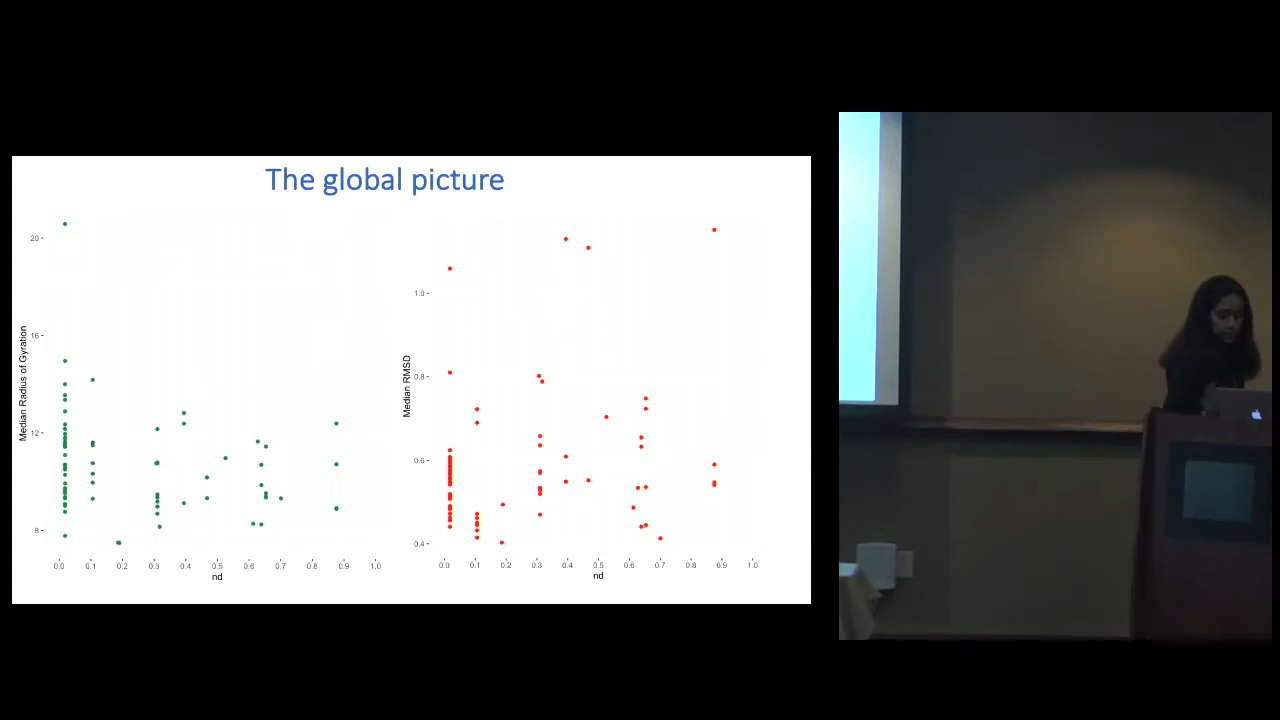 The global picture
Median Radius of Gyration
20
16
12
8
0.0 0.1 0.2 0.3 0.4 0.5 0.6 0.7 0.8 0.9 1.0
nd
Median RMSD
1.0
0.8
0.6
0.4
0.0 0.1 0.2 0.3 0.4 0.5 0.6 0.7 0.8 0.9 1.0
nd